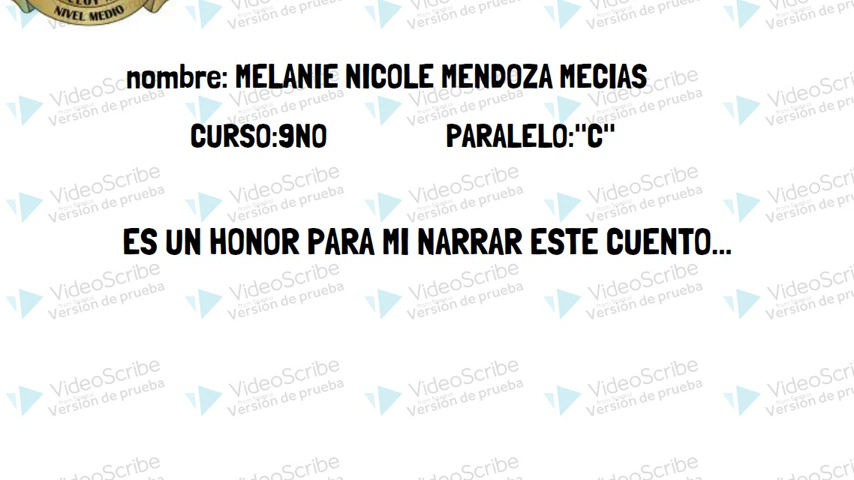 NIVEL MEDIO
nombre: MELANIE NICOLE MENDOZA MECIAS
CURSO:9NO PARALELO:"C"
ES UN HONOR PARA MI NARRAR ESTE CUENTO...
VideoScribe
Versión de prueba